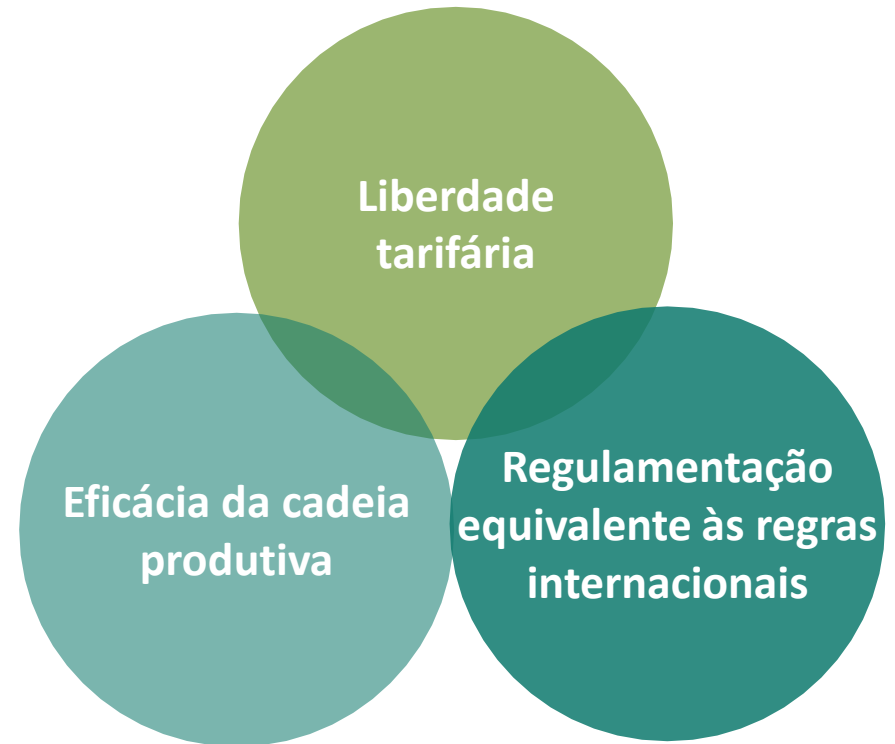 Liberdade
tarifária
Eficácia da cadeia
produtiva
Regulamentação
equivalente às regras
internacionais